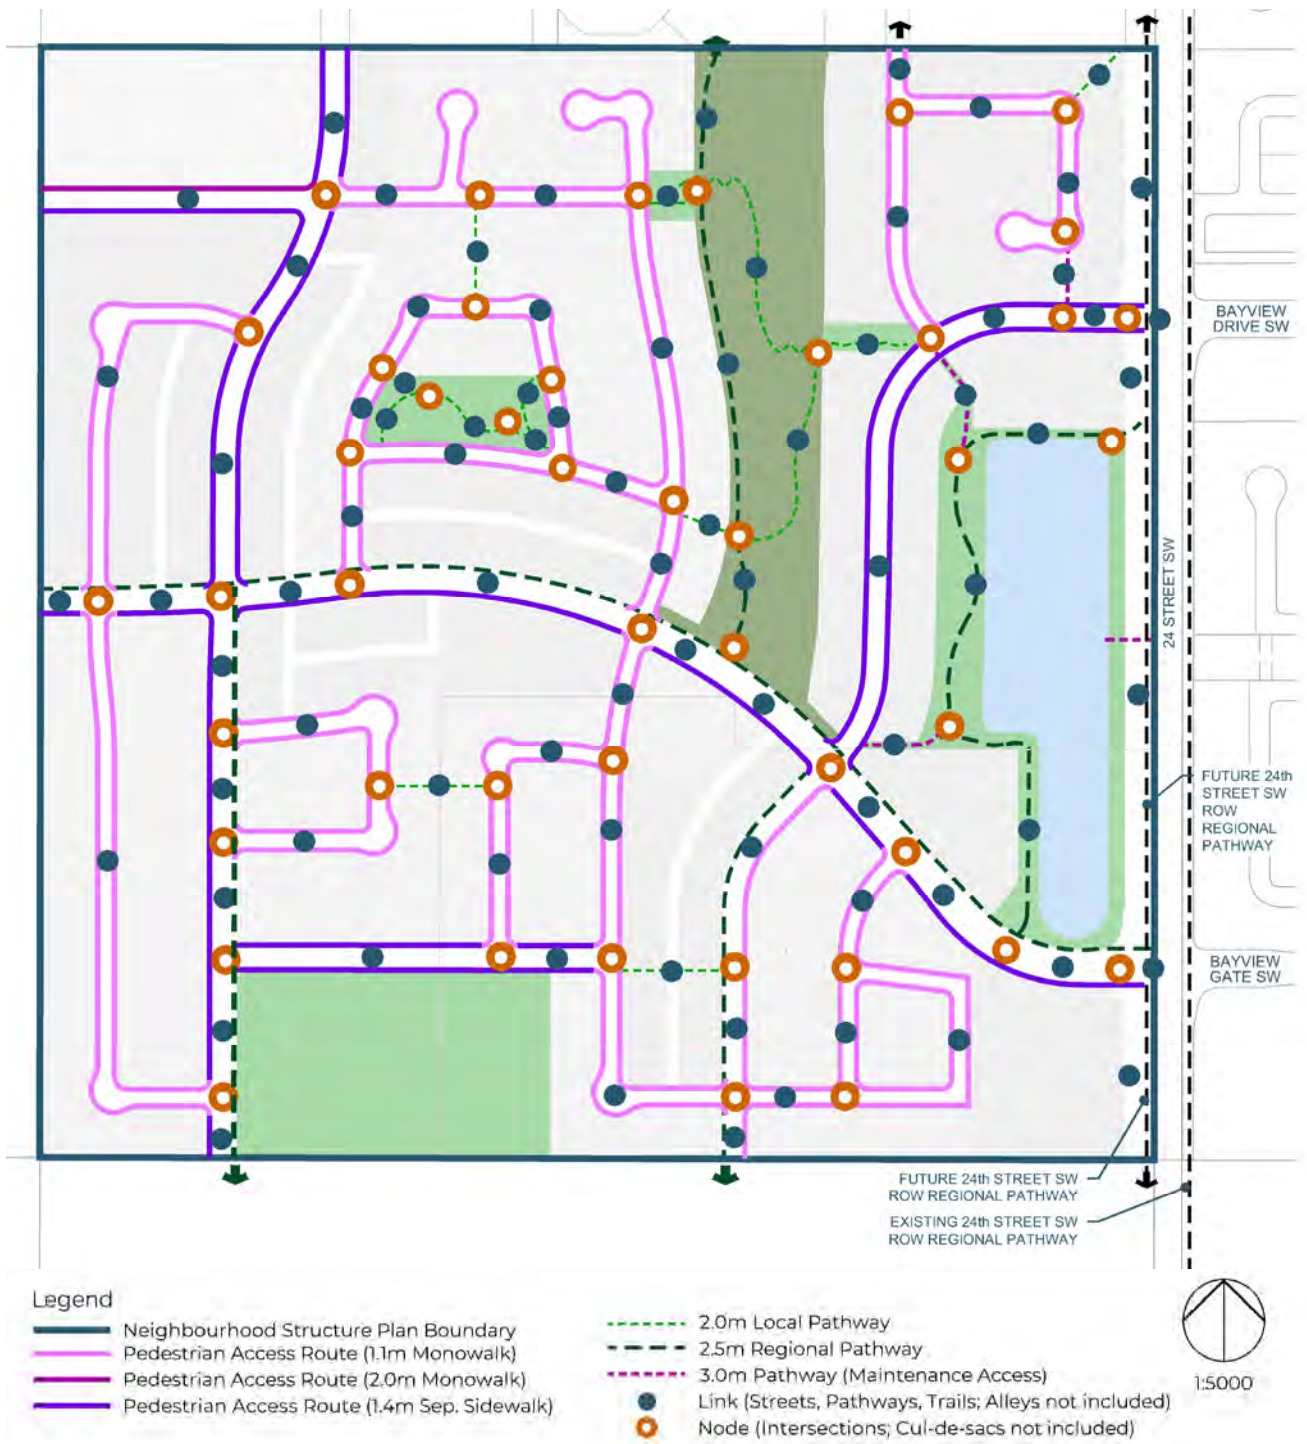 BAYVIEW
DRIVE SW
24 STREET SW
FUTURE 24th
STREET SW
ROW
REGIONAL
PATHWAY
BAYVIEW
GATE SW
FUTURE 24th STREET SW
ROW REGIONAL PATHWAY
EXISTING 24th STREET SW
ROW REGIONAL PATHWAY
Legend
Neighbourhood Structure Plan Boundary
Pedestrian Access Route (1.1m Monowalk)
Pedestrian Access Route (2.0m Monowalk)
Pedestrian Access Route (1.4m Sep. Sidewalk)
2.0m Local Pathway
2.5m Regional Pathway
3.0m Pathway (Maintenance Access)
Link (Streets, Pathways, Trails; Alleys not included)
Node (Intersections; Cul-de-sacs not included)
1:5000